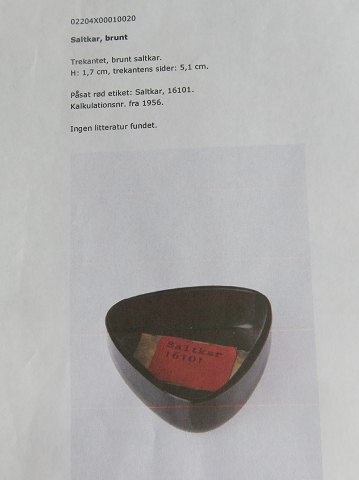 02204X00010020
Saltkar, brunt
Trekantet, brunt saltkar.
H: 1,7 cm, trekantens sider: 5,1 cm.
Påsat rød etiket: Saltkar, 16101.
Kalkulationsnr. fra 1956.
Ingen litteratur fundet.
Saltkar
16101